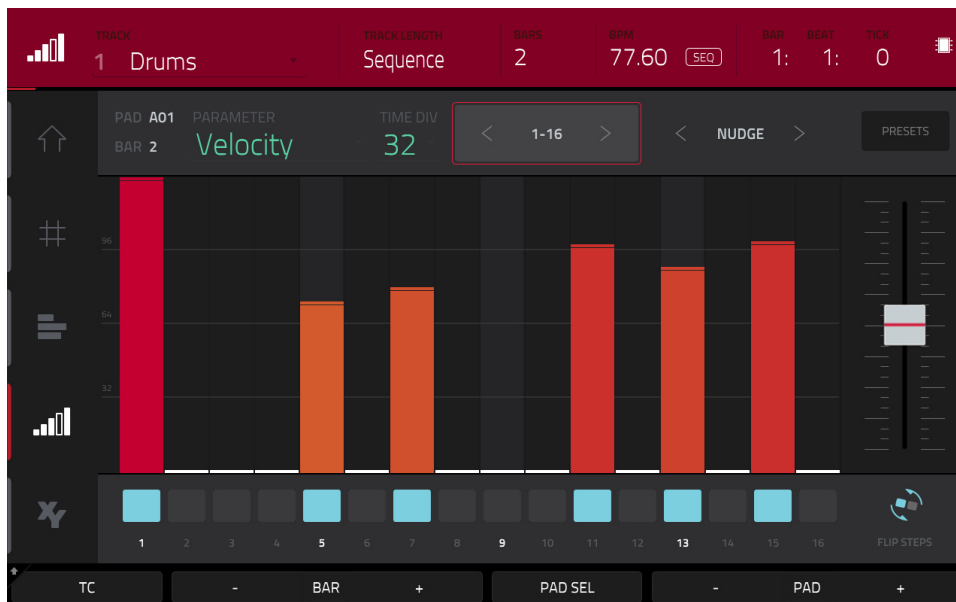 TRACK TRACK LENGTH BARS BPM BAR BEAT TICK
1 Drums Sequence 2 77.60 SEQ 1: 1: 0
PAD A01 PARAMETER TIME DIV
BAR 2 Velocity 32 < 1-16 > < NUDGE > PRESETS
96
64
32
XY
1 2 3 4 5 6 7 8 9 10 11 12 13 14 15 16 FLIP STEPS
TC - BAR + PAD SEL - PAD +